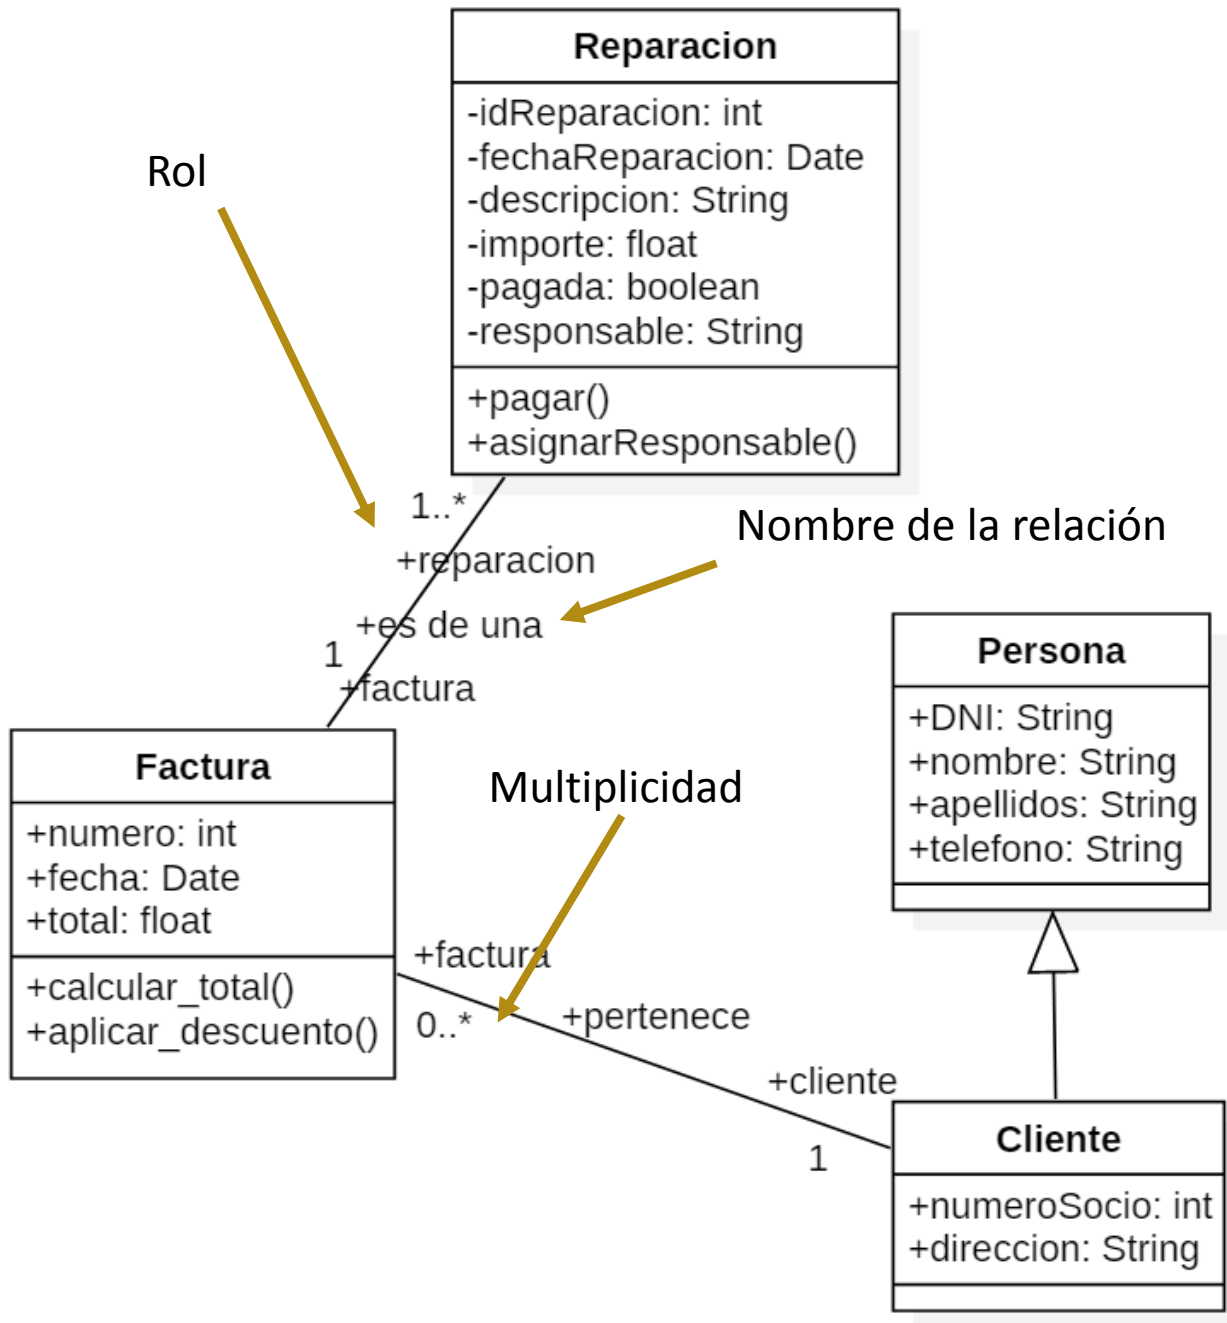 Reparacion
-idReparacion: int
-fechaReparacion: Date
-descripcion: String
-importe: float
-pagada: boolean
-responsable: String
+pagar()
+asignarResponsable()
Rol
1..*
+reparacion
Nombre de la relación
+es de una
1
+factura
Factura
+numero: int
+fecha: Date
+total: float
+calcular_total()
+aplicar_descuento()
Multiplicidad
+factura
0..*
+pertenece
+cliente
1
Persona
+DNI: String
+nombre: String
+apellidos: String
+telefono: String
Cliente
+numeroSocio: int
+direccion: String